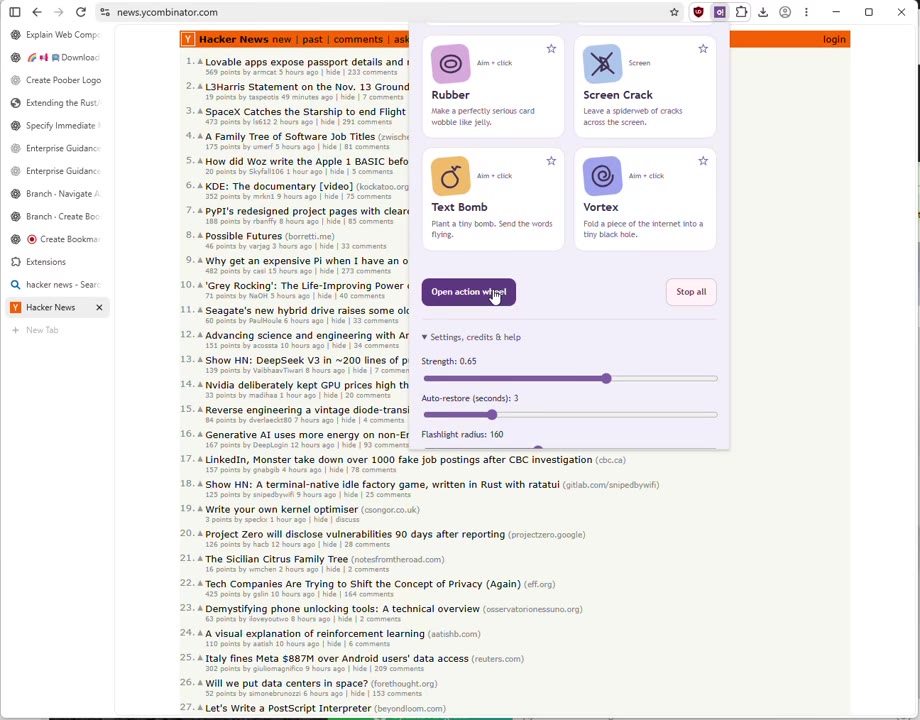 news.ycombinator.com
Explain Web Compo
Download
Create Poober Logo
Extending the Rust
Specify Immediate
Enterprise Guidance
Enterprise Guidance
Branch - Navigate A
Branch - Create Boo
Create Bookmar
Extensions
hacker news - Searc
Hacker News
New Tab
Y Hacker News new | past | comments | ask
login
1. Lovable apps expose passport details and
569 points by armcat 5 hours ago | hide | 233 comments
2. L3Harris Statement on the Nov. 13 Ground
19 points by taspeotis 49 minutes ago | hide | 7 comments
3. SpaceX Catches the Starship to end Flight
473 points by ls612 2 hours ago | hide | 291 comments
4. A Family Tree of Software Job Titles (zwische
175 points by umerf 5 hours ago | hide | 81 comments
5. How did Woz write the Apple 1 BASIC befo
20 points by Skyfall106 1 hour ago | hide | 5 comments
6. KDE: The documentary [video] (kockatoo.org
352 points by mrkn1 9 hours ago | hide | 75 comments
7. PyPI's redesigned project pages with clearer
188 points by rbanffy 8 hours ago | hide | 85 comments
8. Possible Futures (borretti.me)
46 points by varjag 3 hours ago | hide | 33 comments
9. Why get an expensive Pi when I have an o
482 points by casi 15 hours ago | hide | 273 comments
10. 'Grey Rocking': The Life-Improving Power o
71 points by NaOH 5 hours ago | hide | 40 comments
11. Seagate's new hybrid drive raises some old
60 points by PaulHoule 6 hours ago | hide | 33 comments
12. Advancing science and engineering with Ar
151 points by acossta 10 hours ago | hide | 34 comments
13. Show HN: DeepSeek V3 in ~200 lines of p
139 points by VaibhaavTiwari 8 hours ago | hide | 7 commen
14. Nvidia deliberately kept GPU prices high th
33 points by madihaa 1 hour ago | hide | 20 comments
15. Reverse engineering a vintage diode-transi
84 points by dverlaeckt80 7 hours ago | hide | 4 comments
16. Generative AI uses more energy on non-Er
167 points by DeepLogin 12 hours ago | hide | 93 comments
17. LinkedIn, Monster take down over 1000 fake job postings after CBC investigation (cbc.ca)
157 points by gnabgib 4 hours ago | hide | 78 comments
18. Show HN: A terminal-native idle factory game, written in Rust with ratatui (gitlab.com/snipedbywifi)
125 points by snipedbywifi 9 hours ago | hide | 25 comments
19. Write your own kernel optimiser (csongor.co.uk)
3 points by speckx 1 hour ago | hide | discuss
20. Project Zero will disclose vulnerabilities 90 days after reporting (projectzero.google)
126 points by hacb 12 hours ago | hide | 28 comments
21. The Sicilian Citrus Family Tree (notesfromtheroad.com)
16 points by wmchen 2 hours ago | hide | 2 comments
22. Tech Companies Are Trying to Shift the Concept of Privacy (Again) (eff.org)
425 points by gslin 10 hours ago | hide | 164 comments
23. Demystifying phone unlocking tools: A technical overview (osservatorionessuno.org)
63 points by iloveyoutwo 8 hours ago | hide | 2 comments
24. A visual explanation of reinforcement learning (aatishb.com)
110 points by aatish 10 hours ago | hide | 6 comments
25. Italy fines Meta $887M over Android users' data access (reuters.com)
302 points by giuliomagnifico 9 hours ago | hide | 209 comments
26. Will we put data centers in space? (forethought.org)
52 points by simonebrunozzi 6 hours ago | hide | 153 comments
27. Let's Write a PostScript Interpreter (beyondloom.com)
Aim + click
Rubber
Make a perfectly serious card
wobble like jelly.
Screen
Screen Crack
Leave a spiderweb of cracks
across the screen.
Aim + click
Text Bomb
Plant a tiny bomb. Send the words
flying.
Aim + click
Vortex
Fold a piece of the internet into a
tiny black hole.
Open action wheel
Stop all
Settings, credits & help
Strength: 0.65
Auto-restore (seconds): 3
Flashlight radius: 160